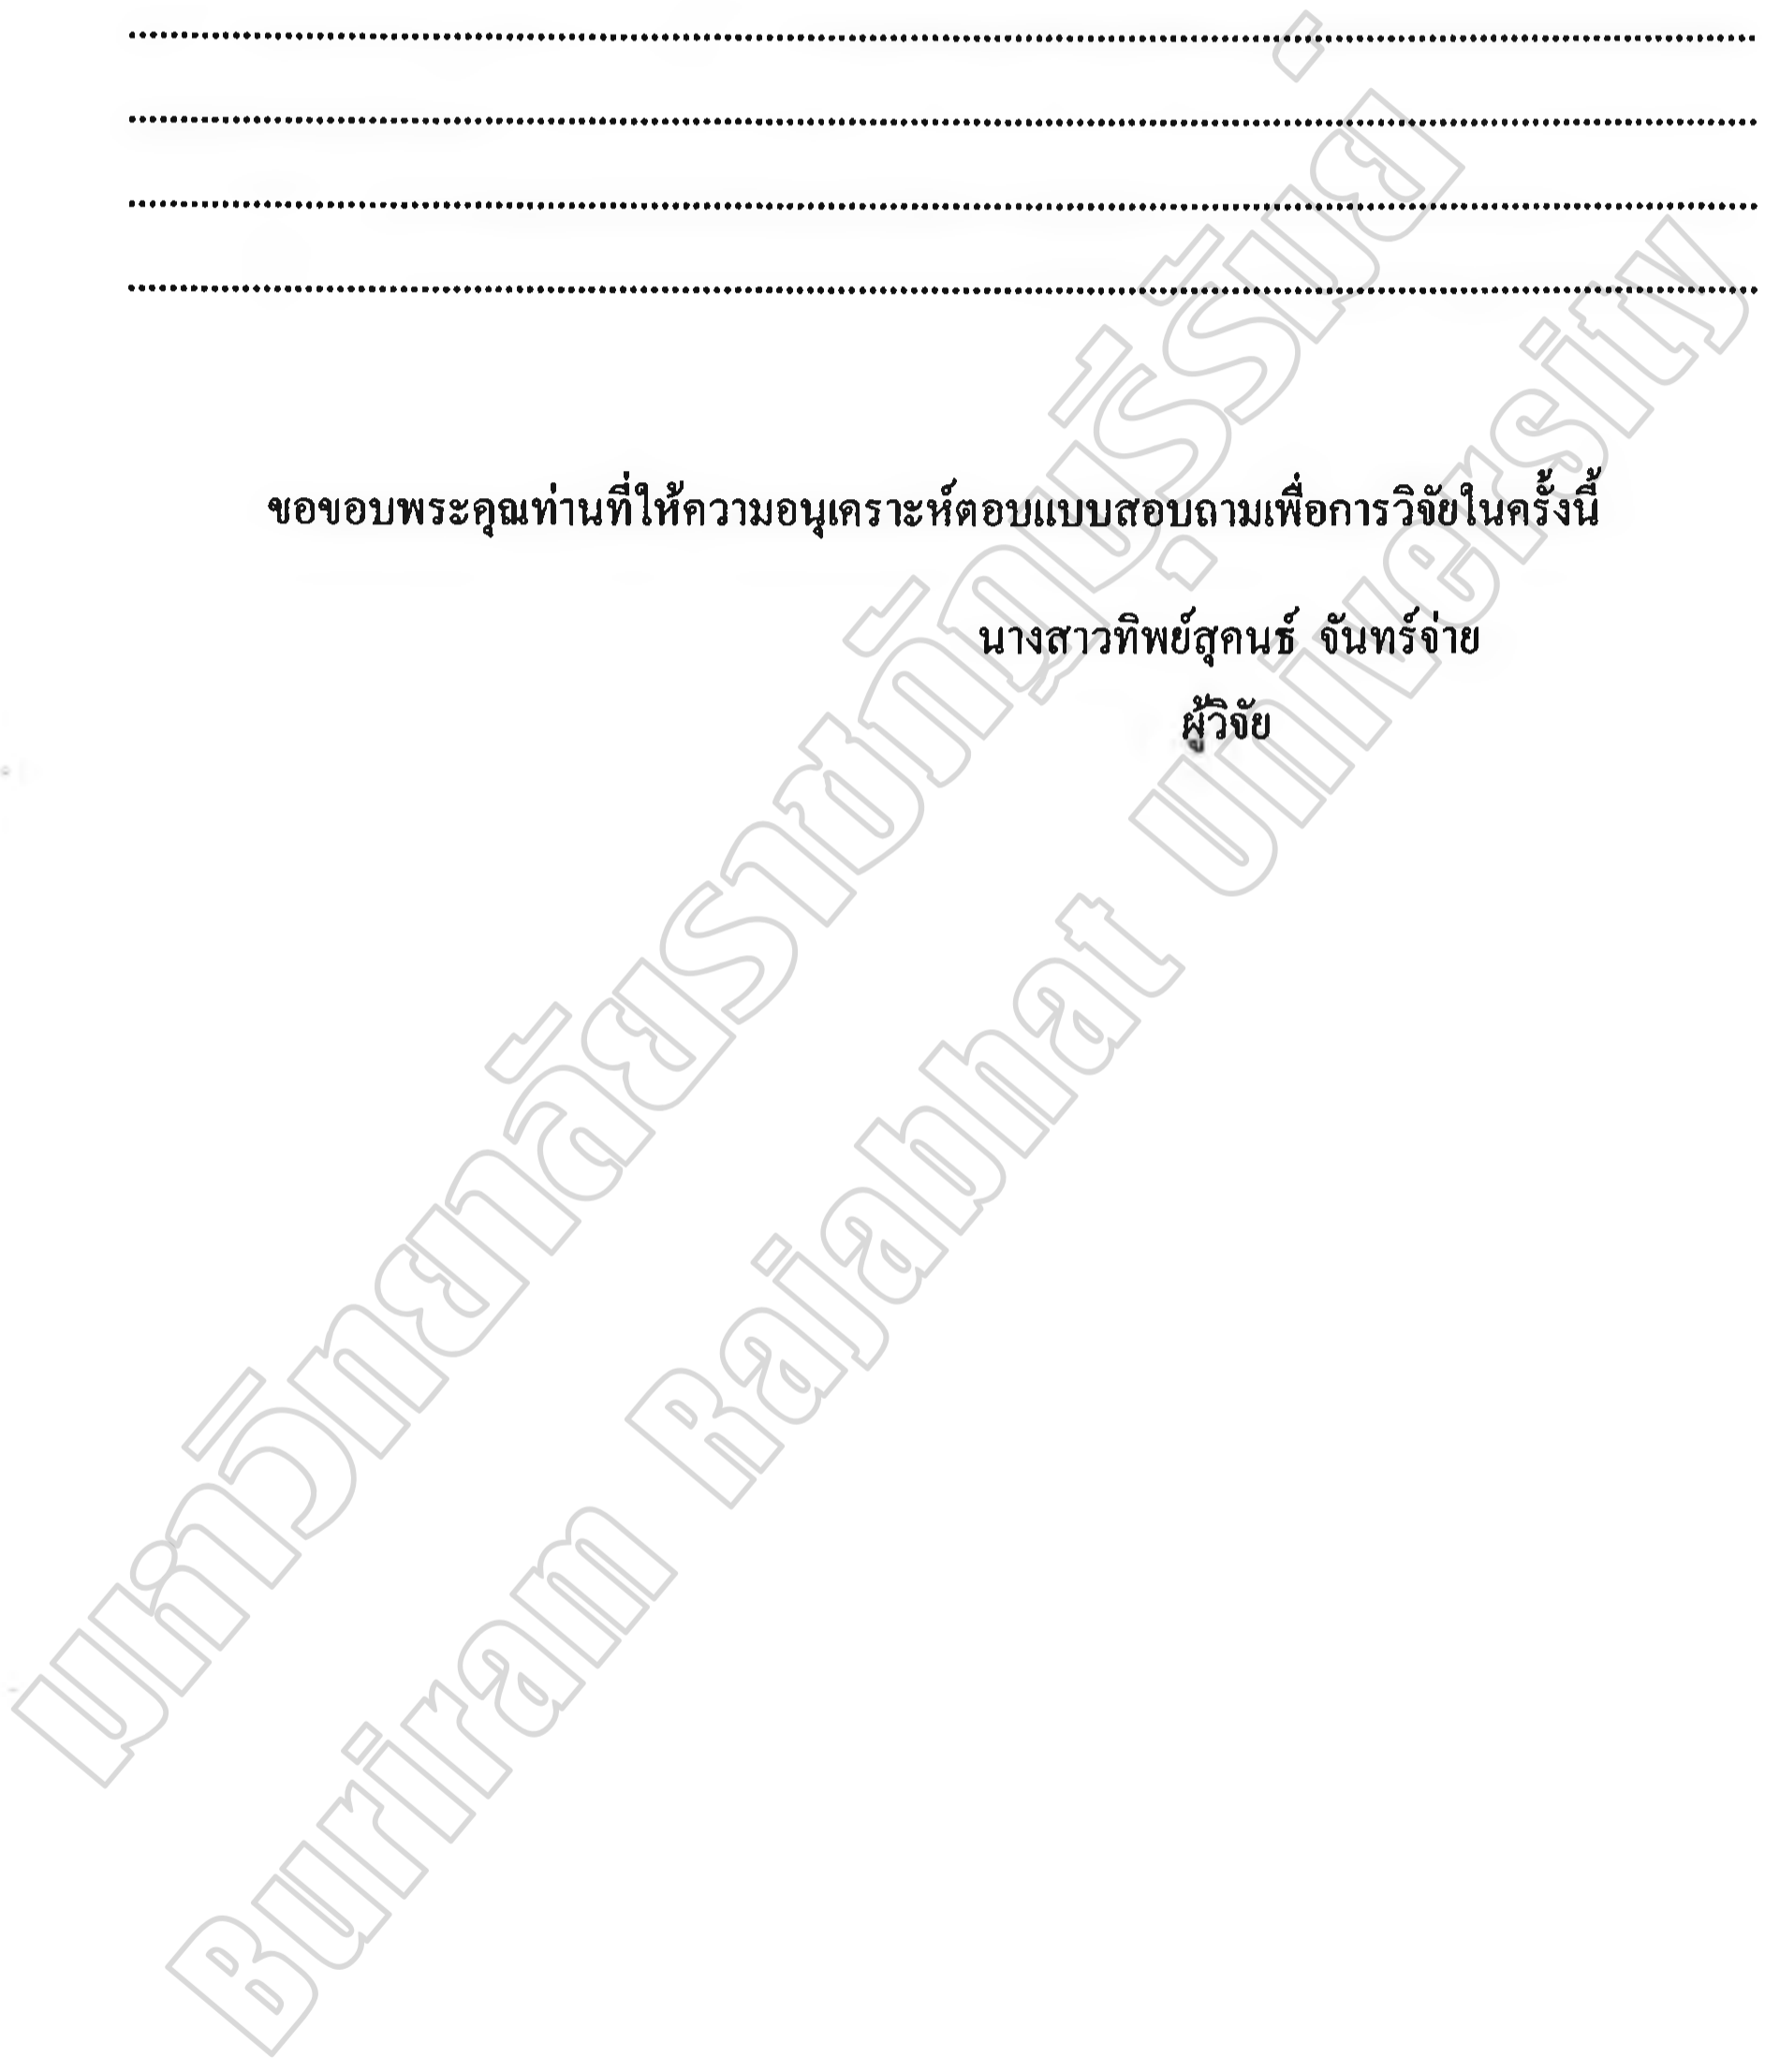 ................................................................................
................................................................................
................................................................................
................................................................................
ขอขอบพระคุณท่านที่ให้ความอนุเคราะห์ตอบแบบสอบถามเพื่อการวิจัยในครั้งนี้
นางสาวทิพย์สุคนธ์ จันทร์จ่าย
ผู้วิจัย
มหาวิทยาลัยราชภัฏบุรีรัมย์
Buriram Rajabhat University